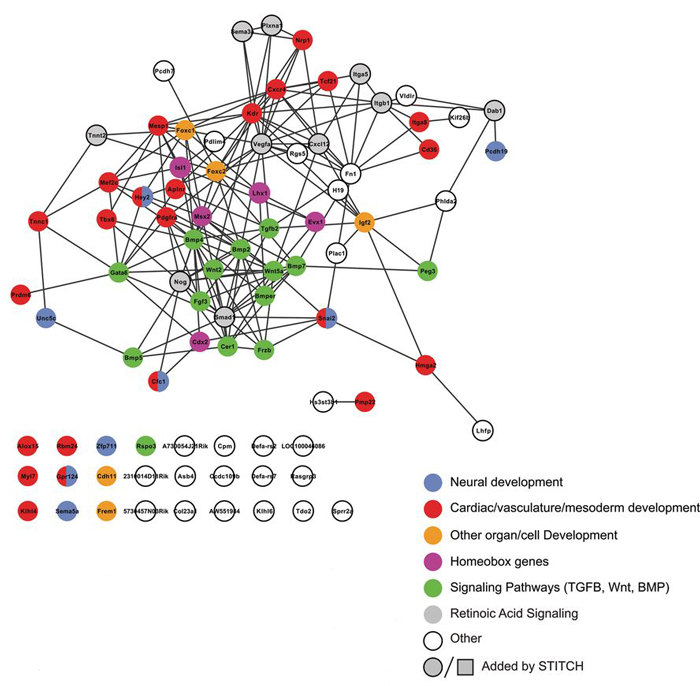 Sema3a Plxna1
Nrp1
Pcdh7
Itga5
Cxcr4 Tcf21
Itgb1 Vldlr
Kdr Dab1
Itga8 Kif26b
Mesp1 Foxc1
Tnnt2
Pdlim4 Vegfa Cxcl12
Rgs5 Cd36 Pcdh19
Isl1 Foxc2 Fn1
Mef2c
Hey2 Aplnr Lhx1 H19
Phlda2
Tnnc1 Tbx6 Pdgfra Msx2 Evx1 Igf2
Tgfb2
Bmp4
Bmp2 Plac1
Gata6 Wnt2 Wnt5a Bmp7 Peg3
Nog
Prdm6 Fgf3 Bmper
Unc5c Smad1 Snai2
Cdx2 Cer1 Frzb
Bmp5
Hmga2
Cfc1
Hs3st3b1 Pmp22
Lhfp
Alox15 Rbm24 Zfp711 Rspo3 A730054J21Rik Cpm Defa-rs2 LOC100046086
Myl7 Gpr124 Cdh11 2310014D11Rik Asb4 Ccdc109b Defa-rs7 Rasgrp3
Klhl4 Sema5a Frem1 5730457N03Rik Col23a1 AW551984 Klhl6 Tdo2 Sprr2a
Neural development
Cardiac/vasculature/mesoderm development
Other organ/cell Development
Homeobox genes
Signaling Pathways (TGFB, Wnt, BMP)
Retinoic Acid Signaling
Other
/ Added by STITCH